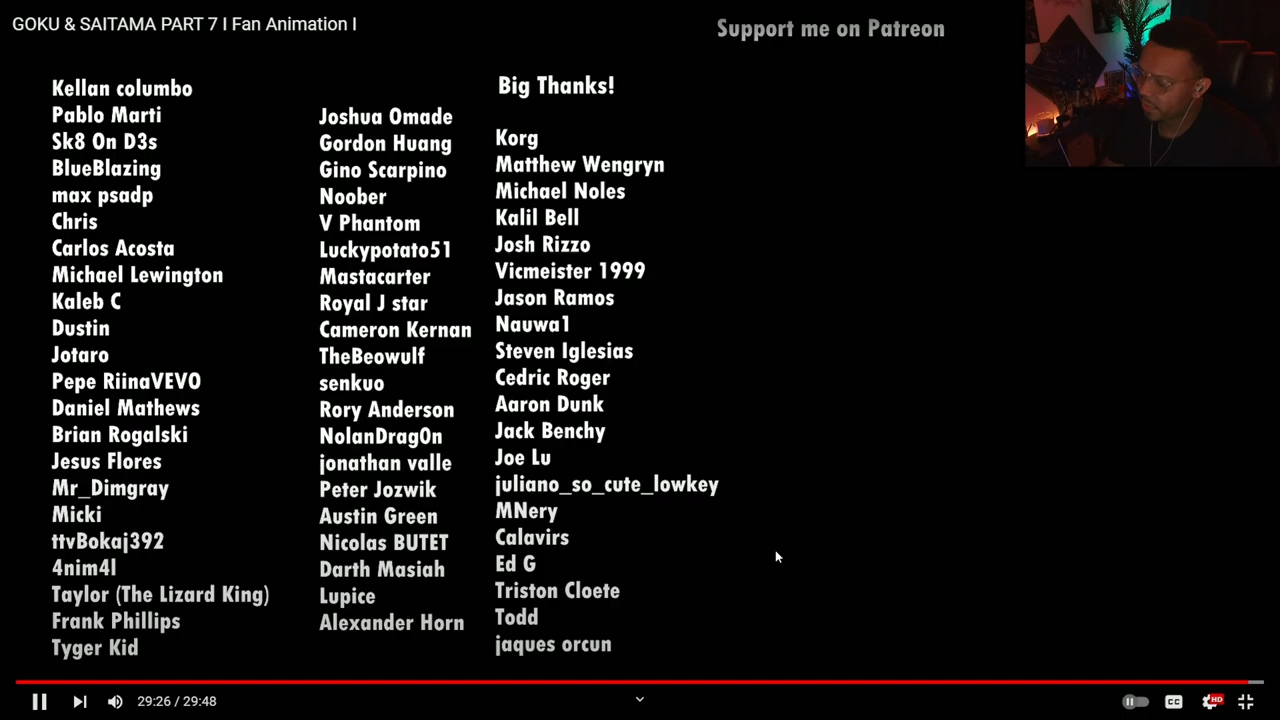 GOKU & SAITAMA PART 7 I Fan Animation I
Support me on Patreon
Kellan columbo
Pablo Marti
Sk8 On D3s
BlueBlazing
max psadp
Chris
Carlos Acosta
Michael Lewington
Kaleb C
Dustin
Jotaro
Pepe RiinaVEVO
Daniel Mathews
Brian Rogalski
Jesus Flores
Mr_Dimgray
Micki
ttvBokaj392
4nim4l
Taylor (The Lizard King)
Frank Phillips
Tyger Kid
Joshua Omade
Gordon Huang
Gino Scarpino
Noober
V Phantom
Luckypotato51
Mastacarter
Royal J star
Cameron Kernan
TheBeowulf
senkuo
Rory Anderson
NolanDrag0n
jonathan valle
Peter Jozwik
Austin Green
Nicolas BUTET
Darth Masiah
Lupice
Alexander Horn
Big Thanks!
Korg
Matthew Wengryn
Michael Noles
Kalil Bell
Josh Rizzo
Vicmeister 1999
Jason Ramos
Nauwa1
Steven Iglesias
Cedric Roger
Aaron Dunk
Jack Benchy
Joe Lu
juliano_so_cute_lowkey
MNery
Calavirs
Ed G
Triston Cloete
Todd
jaques orcun
29:26 / 29:48
CC
HD